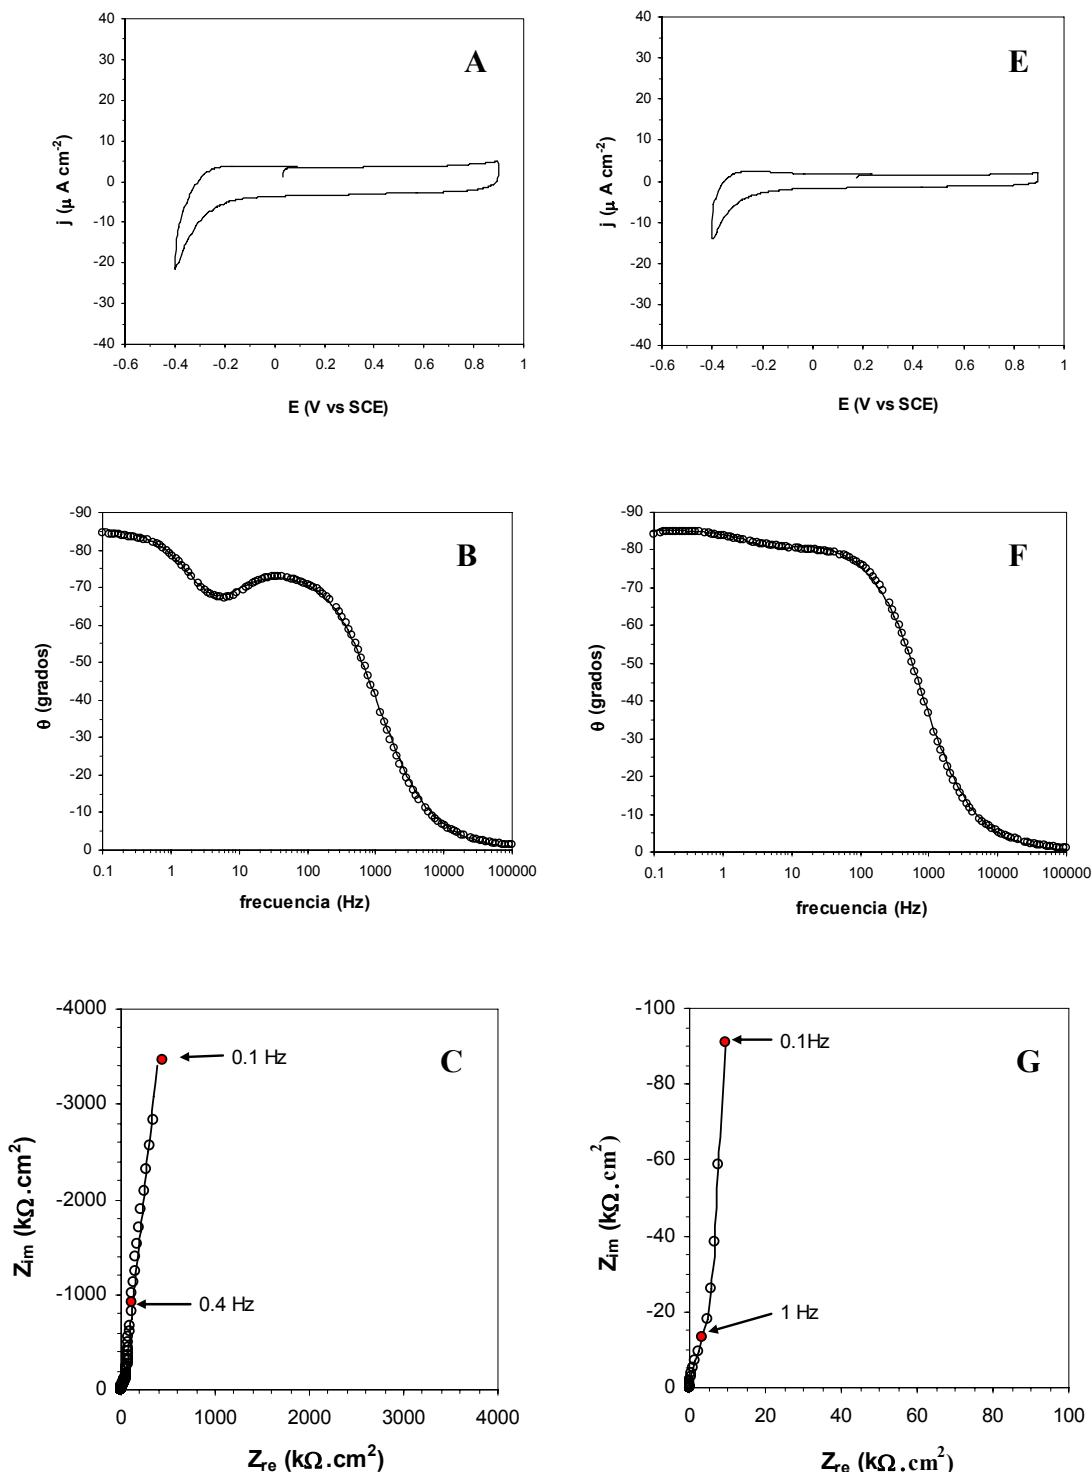 40
30
20
10
0
-10
-20
-30
-40
-0.6 -0.4 -0.2 0 0.2 0.4 0.6 0.8 1
j (μ A cm-2)
E (V vs SCE)
A
40
30
20
10
0
-10
-20
-30
-40
-0.6 -0.4 -0.2 0 0.2 0.4 0.6 0.8 1
j (μ A cm-2)
E (V vs SCE)
E
-90
-80
-70
-60
-50
-40
-30
-20
-10
0
0.1 1 10 100 1000 10000 100000
θ (grados)
frecuencia (Hz)
B
-90
-80
-70
-60
-50
-40
-30
-20
-10
0
0.1 1 10 100 1000 10000 100000
θ (grados)
frecuencia (Hz)
F
-4000
-3000
-2000
-1000
0
0 1000 2000 3000 4000
Zim (kΩ.cm2)
Zre (kΩ.cm2)
0.1 Hz
0.4 Hz
C
-100
-80
-60
-40
-20
0
0 20 40 60 80 100
Zim (kΩ.cm2)
Zre (kΩ.cm2)
0.1Hz
1 Hz
G